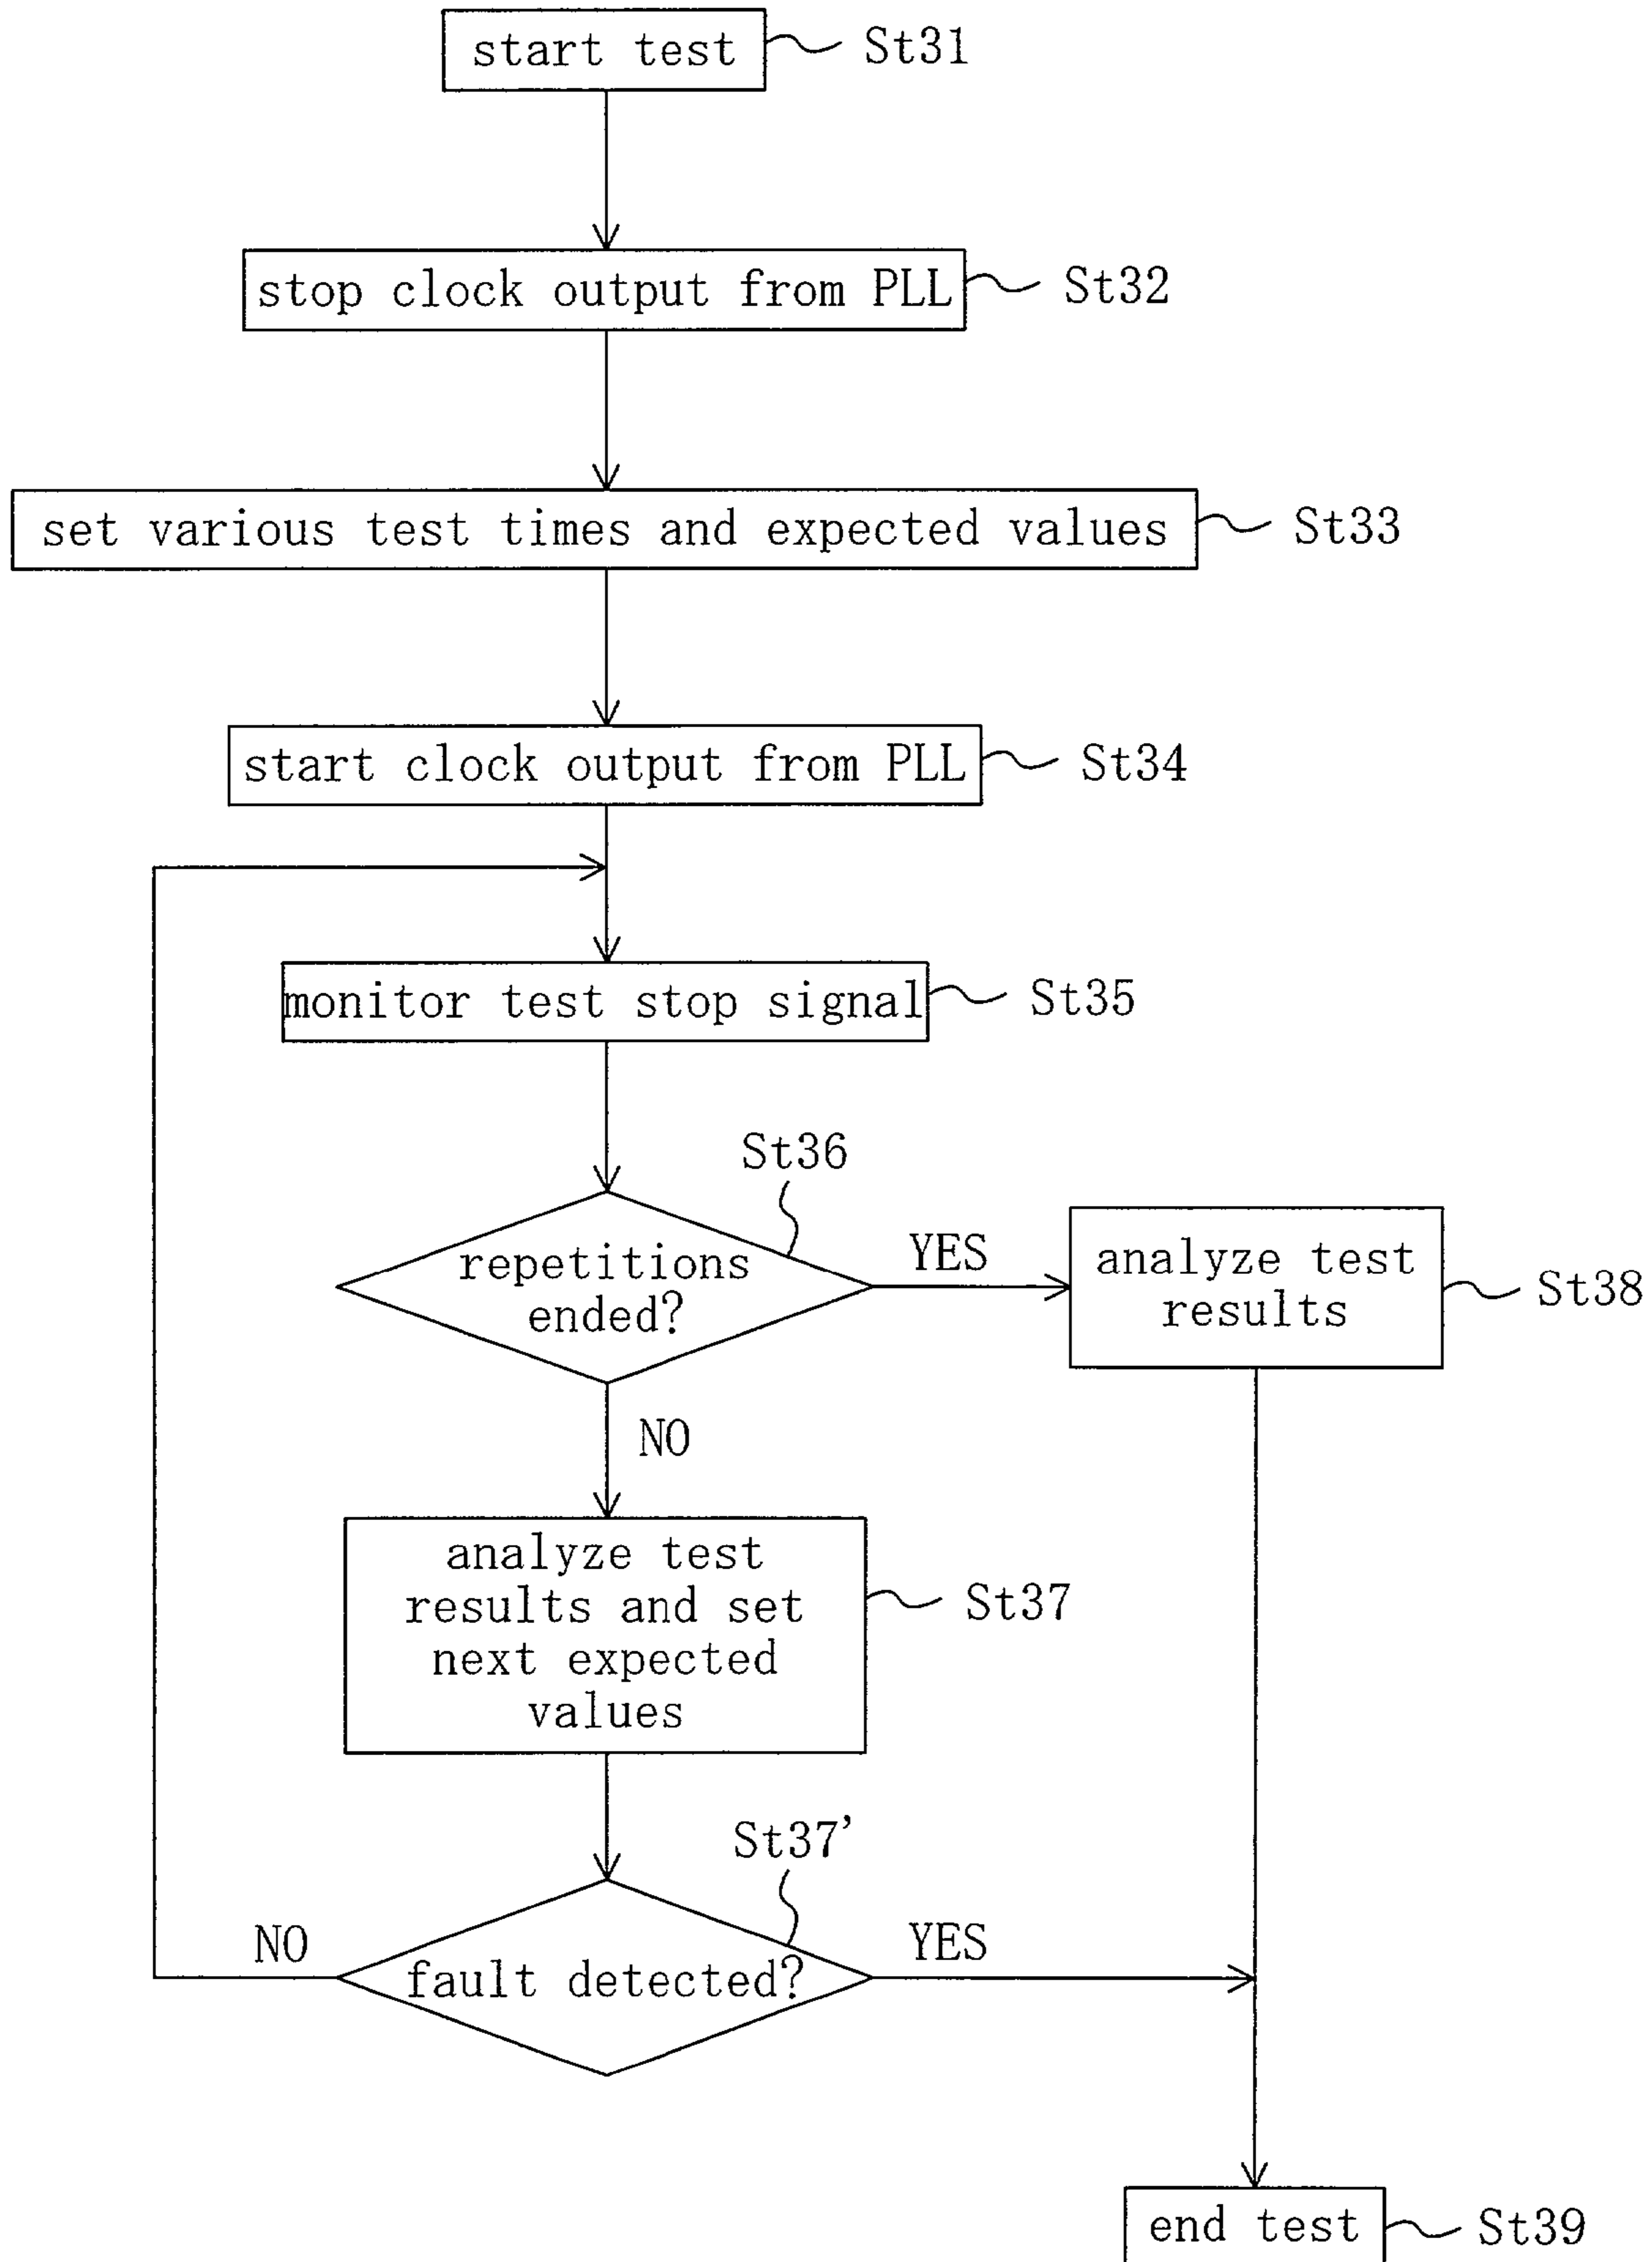 start test
St31
stop clock output from PLL
St32
set various test times and expected values
St33
start clock output from PLL
St34
monitor test stop signal
St35
St36
repetitions
ended?
YES
analyze test
results
St38
NO
analyze test
results and set
next expected
values
St37
St37'
fault detected?
NO
YES
end test
St39